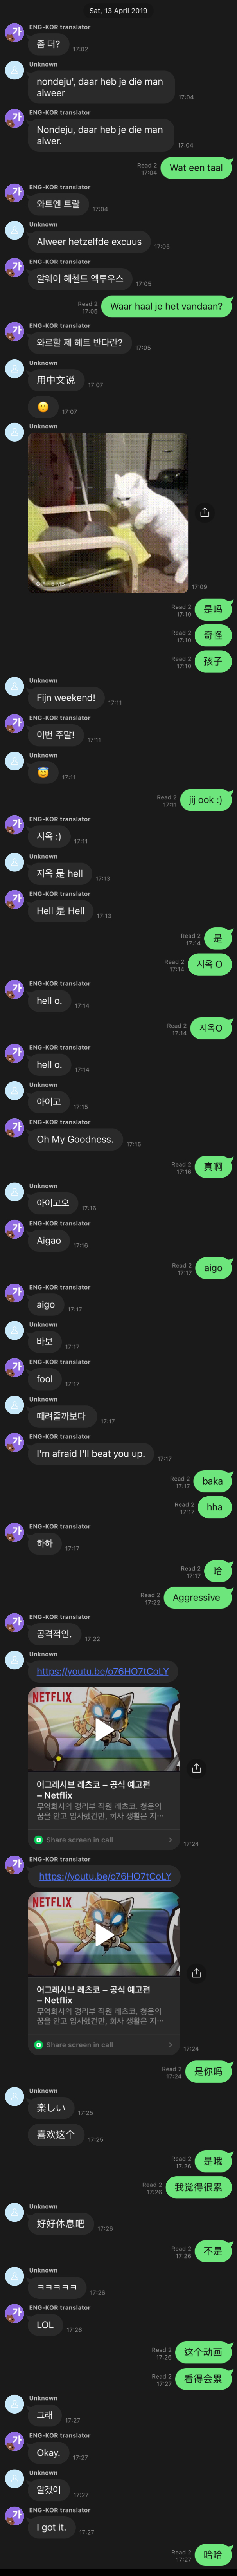 Sat, 13 April 2019
ENG-KOR translator
좀 더?
17:02
Unknown
nondeju', daar heb je die man
alweer
17:04
ENG-KOR translator
Nondeju, daar heb je die man
alwer.
17:04
Wat een taal
Read 2
17:04
ENG-KOR translator
와트엔 트랄
17:04
Unknown
Alweer hetzelfde excuus
17:05
ENG-KOR translator
알웨어 헤첼드 엑투우스
17:05
Waar haal je het vandaan?
Read 2
17:05
ENG-KOR translator
와르할 제 헤트 반다란?
17:05
Unknown
用中文说
17:07
17:07
Unknown
17:09
是吗
Read 2
17:10
奇怪
Read 2
17:10
孩子
Read 2
17:10
Unknown
Fijn weekend!
17:11
ENG-KOR translator
이번 주말!
17:11
Unknown
17:11
jij ook :)
Read 2
17:11
ENG-KOR translator
지옥 :)
17:11
Unknown
지옥 是 hell
17:13
ENG-KOR translator
Hell 是 Hell
17:13
是
Read 2
17:14
지옥 O
Read 2
17:14
ENG-KOR translator
hell o.
17:14
지옥O
Read 2
17:14
ENG-KOR translator
hell o.
17:14
Unknown
아이고
17:15
ENG-KOR translator
Oh My Goodness.
17:15
真啊
Read 2
17:16
Unknown
아이고오
17:16
ENG-KOR translator
Aigao
17:16
aigo
Read 2
17:17
ENG-KOR translator
aigo
17:17
Unknown
바보
17:17
ENG-KOR translator
fool
17:17
Unknown
때려줄까보다
17:17
ENG-KOR translator
I'm afraid I'll beat you up.
17:17
baka
Read 2
17:17
hha
Read 2
17:17
ENG-KOR translator
하하
17:17
哈
Read 2
17:17
Aggressive
Read 2
17:22
ENG-KOR translator
공격적인.
17:22
Unknown
https://youtu.be/o76HO7tCoLY
NETFLIX
어그레시브 레츠코 – 공식 예고편
– Netflix
무역회사의 경리부 직원 레츠코. 청운의
꿈을 안고 입사했건만, 회사 생활은 지…
Share screen in call
17:24
ENG-KOR translator
https://youtu.be/o76HO7tCoLY
NETFLIX
어그레시브 레츠코 – 공식 예고편
– Netflix
무역회사의 경리부 직원 레츠코. 청운의
꿈을 안고 입사했건만, 회사 생활은 지…
Share screen in call
17:24
是你吗
Read 2
17:24
Unknown
楽しい
17:25
喜欢这个
17:25
是哦
Read 2
17:26
我觉得很累
Read 2
17:26
Unknown
好好休息吧
17:26
不是
Read 2
17:26
Unknown
ㅋㅋㅋㅋㅋ
17:26
ENG-KOR translator
LOL
17:26
这个动画
Read 2
17:26
看得会累
Read 2
17:27
Unknown
그래
17:27
ENG-KOR translator
Okay.
17:27
Unknown
알겠어
17:27
ENG-KOR translator
I got it.
17:27
哈哈
Read 2
17:27